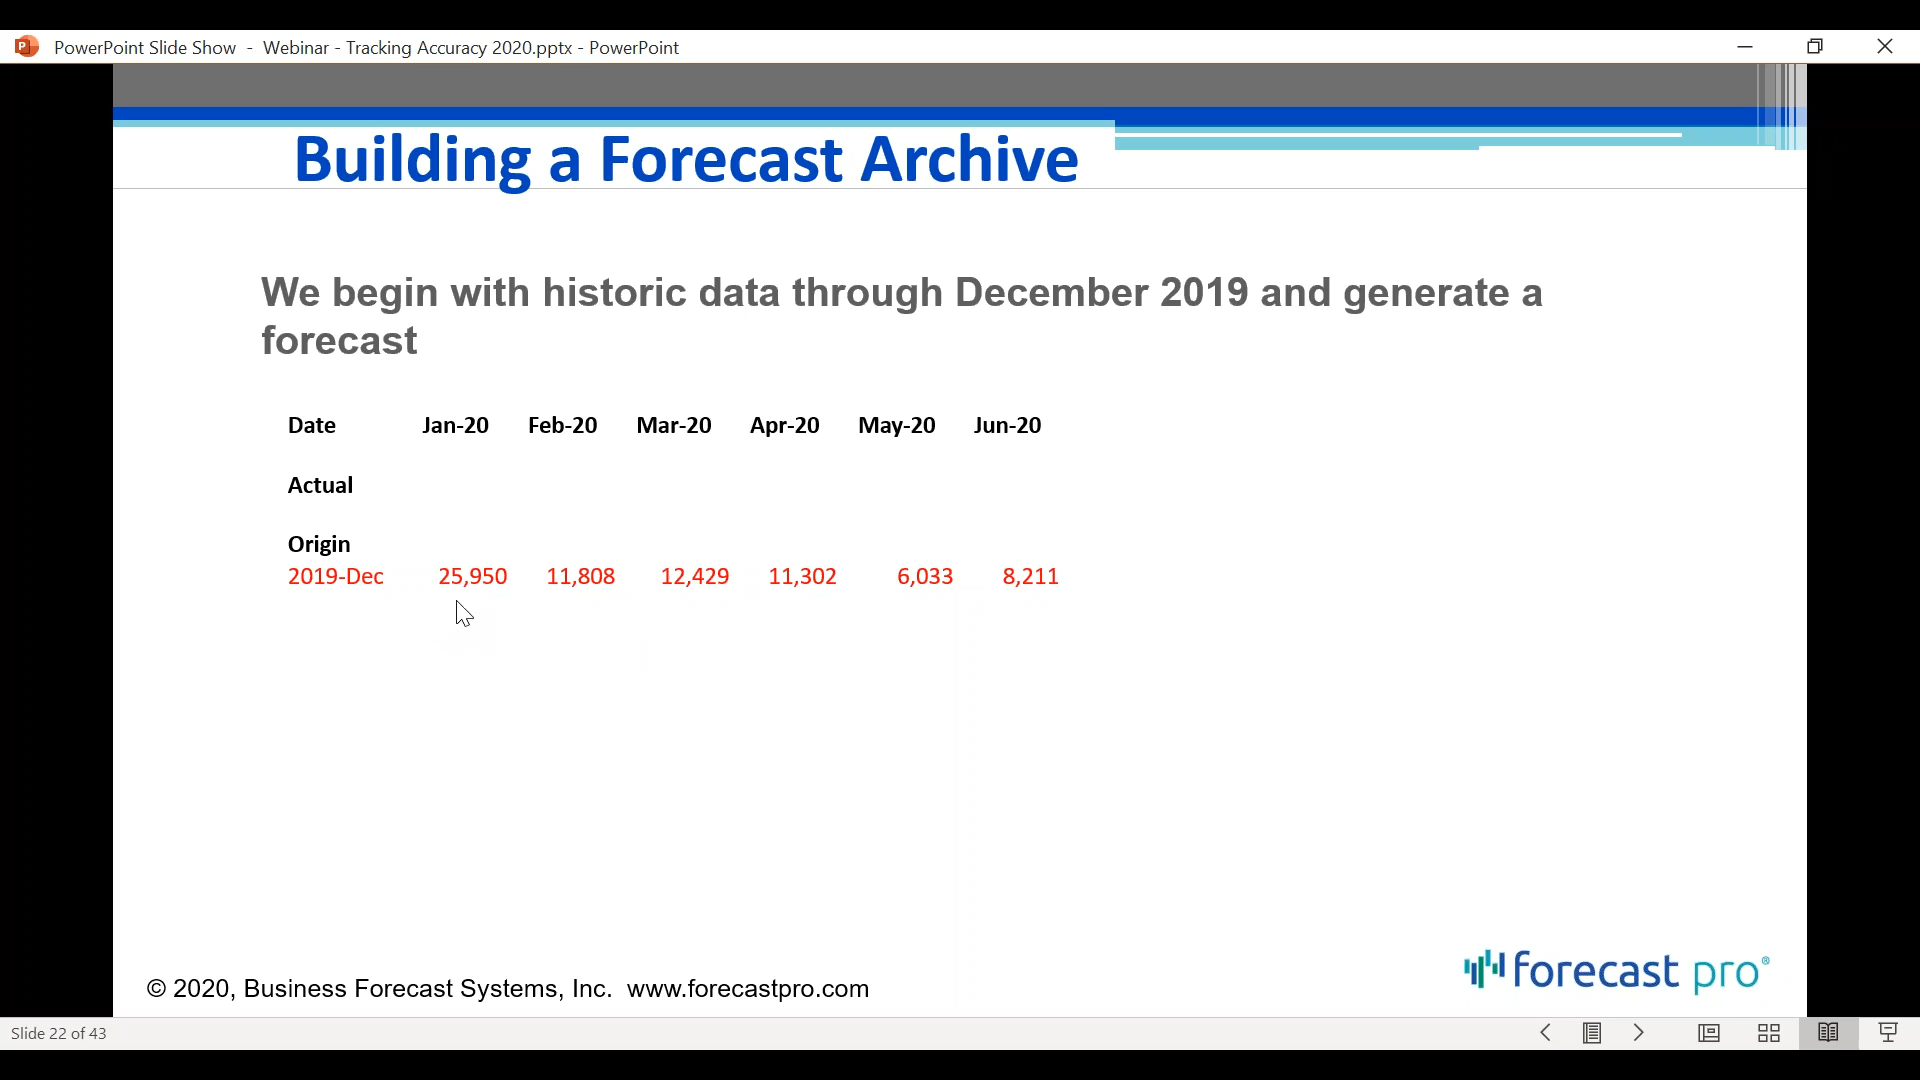 PowerPoint Slide Show - Webinar - Tracking Accuracy 2020.pptx - PowerPoint
Building a Forecast Archive
We begin with historic data through December 2019 and generate a
forecast
Date Jan-20 Feb-20 Mar-20 Apr-20 May-20 Jun-20
Actual
Origin
2019-Dec 25,950 11,808 12,429 11,302 6,033 8,211
forecast pro®
© 2020, Business Forecast Systems, Inc. www.forecastpro.com
Slide 22 of 43